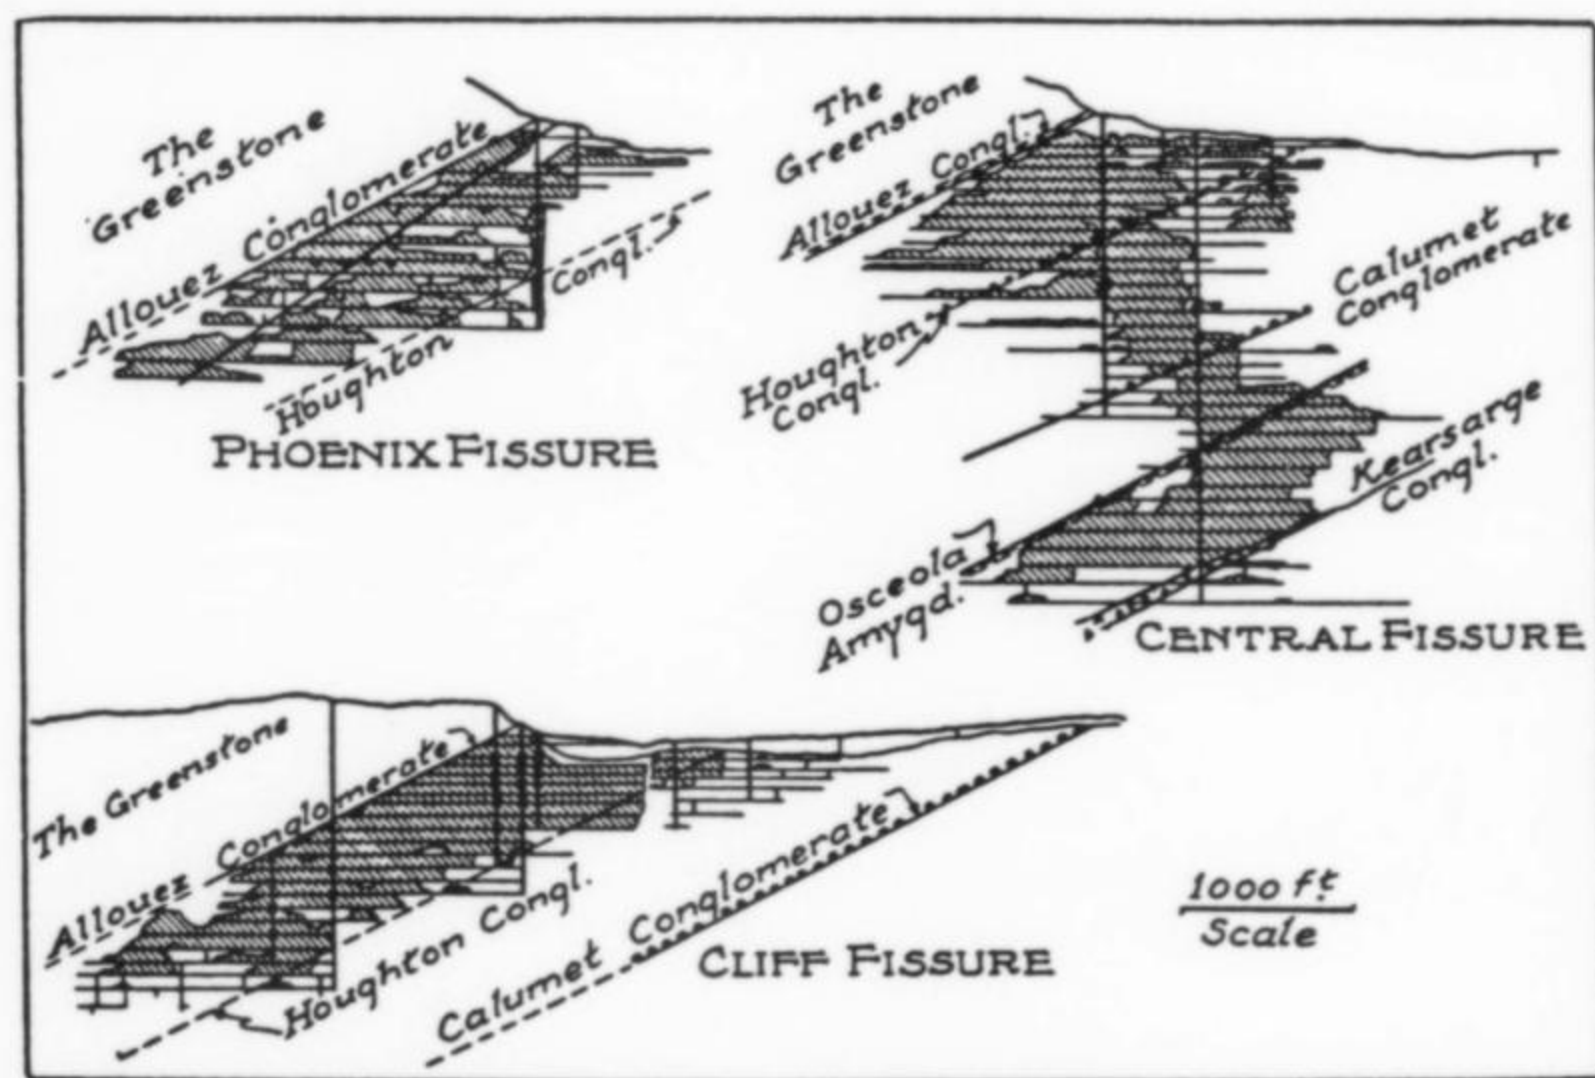 The
Greenstone
Allouez Conglomerate
Houghton Congl.
PHOENIX FISSURE
The
Greenstone
Allouez Congl.
Houghton
Congl.
Calumet
Conglomerate
Osceola
Amygd.
Kearsarge
Congl.
CENTRAL FISSURE
The Greenstone
Allouez Conglomerate
Houghton Congl.
Calumet Conglomerate
CLIFF FISSURE
1000 ft
Scale